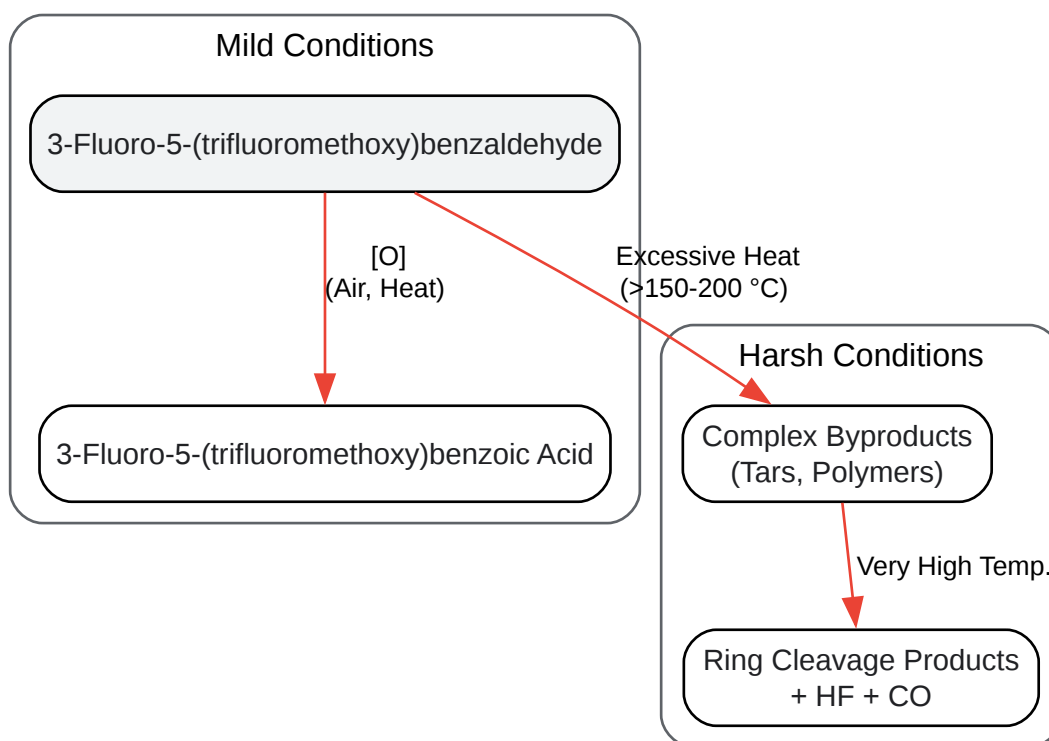 Mild Conditions
3-Fluoro-5-(trifluoromethoxy)benzaldehyde
[O]
(Air, Heat)
Excessive Heat
(>150-200 °C)
3-Fluoro-5-(trifluoromethoxy)benzoic Acid
Harsh Conditions
Complex Byproducts
(Tars, Polymers)
Very High Temp.
Ring Cleavage Products
+ HF + CO